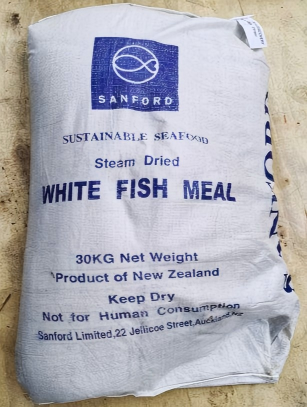 SANFORD
SUSTAINABLE SEAFOOD
Steam Dried
WHITE FISH MEAL
30KG Net Weight
Product of New Zealand
Keep Dry
Not for Human Consumption
Sanford Limited,22 Jellicoe Street,Auckland,NZ